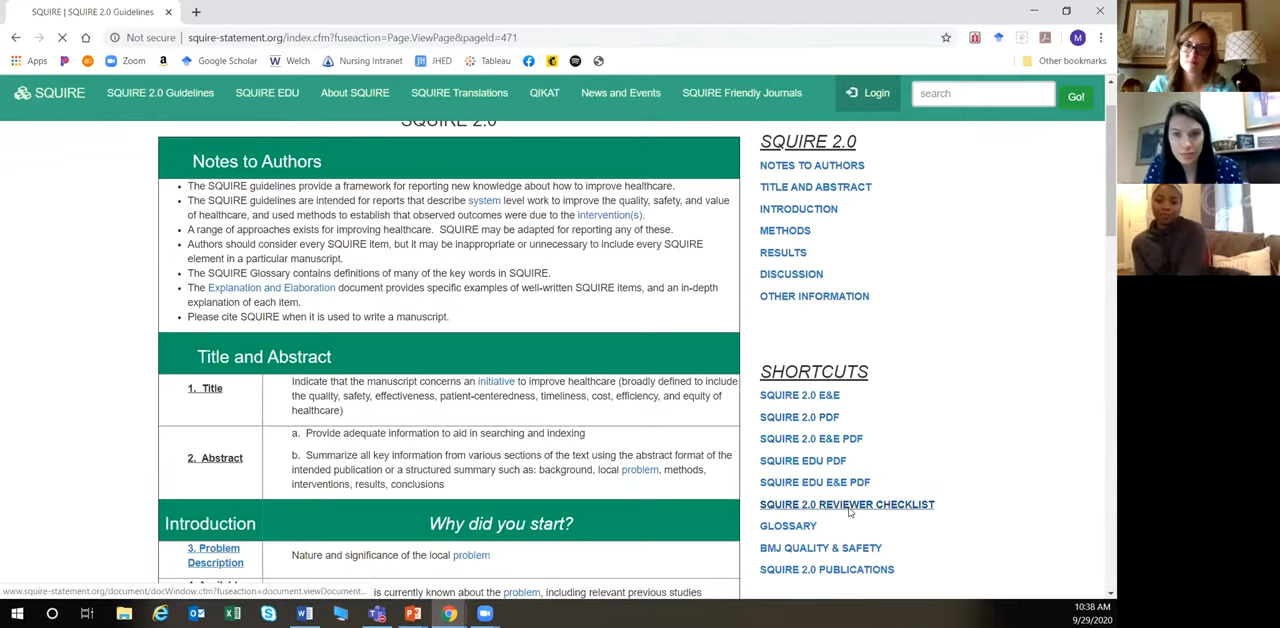 SQUIRE | SQUIRE 2.0 Guidelines
Not secure | squire-statement.org/index.cfm?fuseaction=Page.ViewPage&pageId=471
M
Apps Zoom Google Scholar Welch Nursing Intranet JHED Tableau Other bookmarks
SQUIRE SQUIRE 2.0 Guidelines SQUIRE EDU About SQUIRE SQUIRE Translations QIKAT News and Events SQUIRE Friendly Journals Login search Go!
SQUIRE 2.0
Notes to Authors
• The SQUIRE guidelines provide a framework for reporting new knowledge about how to improve healthcare.
• The SQUIRE guidelines are intended for reports that describe system level work to improve the quality, safety, and value
of healthcare, and used methods to establish that observed outcomes were due to the intervention(s).
• A range of approaches exists for improving healthcare. SQUIRE may be adapted for reporting any of these.
• Authors should consider every SQUIRE item, but it may be inappropriate or unnecessary to include every SQUIRE
element in a particular manuscript.
• The SQUIRE Glossary contains definitions of many of the key words in SQUIRE.
• The Explanation and Elaboration document provides specific examples of well-written SQUIRE items, and an in-depth
explanation of each item.
• Please cite SQUIRE when it is used to write a manuscript.
Title and Abstract
1. Title
Indicate that the manuscript concerns an initiative to improve healthcare (broadly defined to include
the quality, safety, effectiveness, patient-centeredness, timeliness, cost, efficiency, and equity of
healthcare)
2. Abstract
a. Provide adequate information to aid in searching and indexing
b. Summarize all key information from various sections of the text using the abstract format of the
intended publication or a structured summary such as: background, local problem, methods,
interventions, results, conclusions
Introduction Why did you start?
3. Problem
Description
Nature and significance of the local problem
is currently known about the problem, including relevant previous studies
SQUIRE 2.0
NOTES TO AUTHORS
TITLE AND ABSTRACT
INTRODUCTION
METHODS
RESULTS
DISCUSSION
OTHER INFORMATION
SHORTCUTS
SQUIRE 2.0 E&E
SQUIRE 2.0 PDF
SQUIRE 2.0 E&E PDF
SQUIRE EDU PDF
SQUIRE EDU E&E PDF
SQUIRE 2.0 REVIEWER CHECKLIST
GLOSSARY
BMJ QUALITY & SAFETY
SQUIRE 2.0 PUBLICATIONS
www.squire-statement.org/document/docWindow.cfm?fuseaction=document.viewDocument...
10:38 AM
9/29/2020